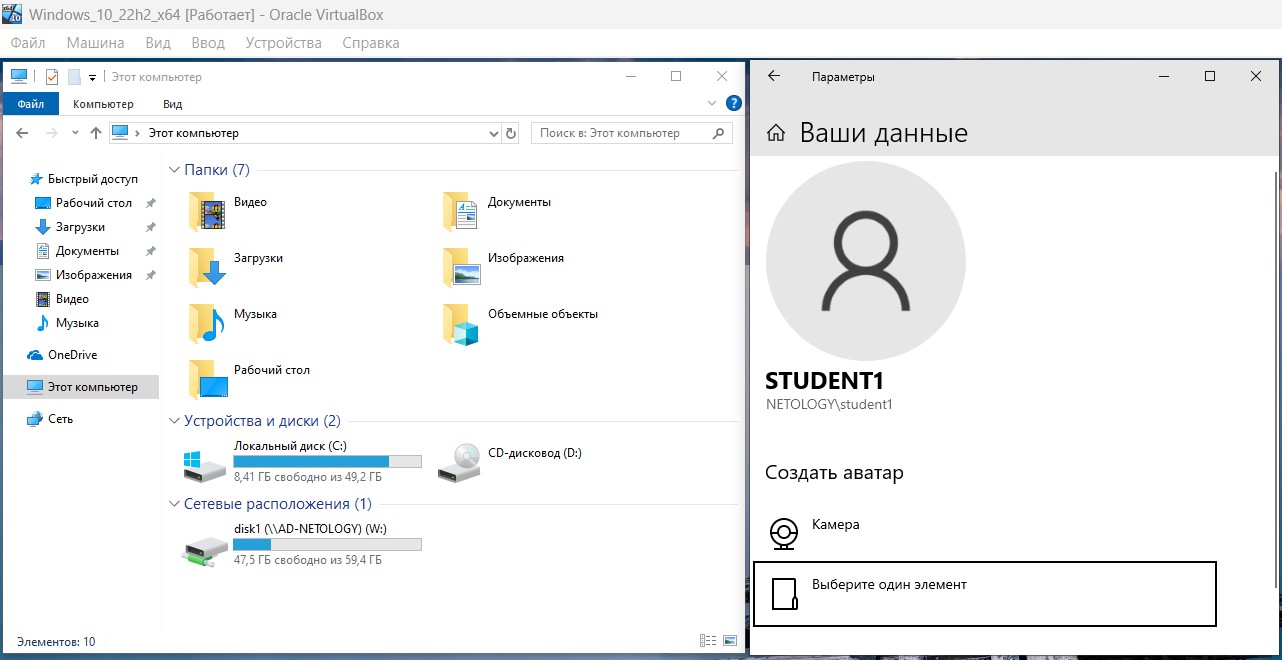 Windows_10_22h2_x64 [Работает] - Oracle VirtualBox
Файл Машина Вид Ввод Устройства Справка
Этот компьютер
Файл Компьютер Вид
Этот компьютер
Поиск в: Этот компьютер
Быстрый доступ
Рабочий стол
Загрузки
Документы
Изображения
Видео
Музыка
OneDrive
Этот компьютер
Сеть
Папки (7)
Видео
Документы
Загрузки
Изображения
Музыка
Объемные объекты
Рабочий стол
Устройства и диски (2)
Локальный диск (C:)
8,41 ГБ свободно из 49,2 ГБ
CD-дисковод (D:)
Сетевые расположения (1)
disk1 (\\AD-NETOLOGY) (W:)
47,5 ГБ свободно из 59,4 ГБ
Элементов: 10
Параметры
Ваши данные
STUDENT1
NETOLOGY\student1
Создать аватар
Камера
Выберите один элемент